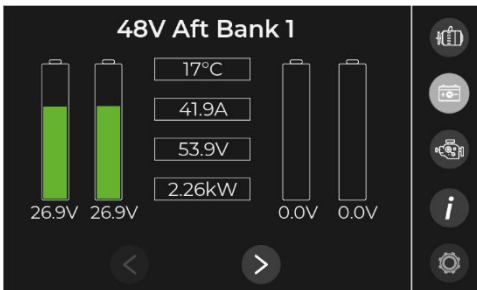 48V Aft Bank 1
17°C
41.9A
53.9V
2.26kW
26.9V 26.9V 0.0V 0.0V
i